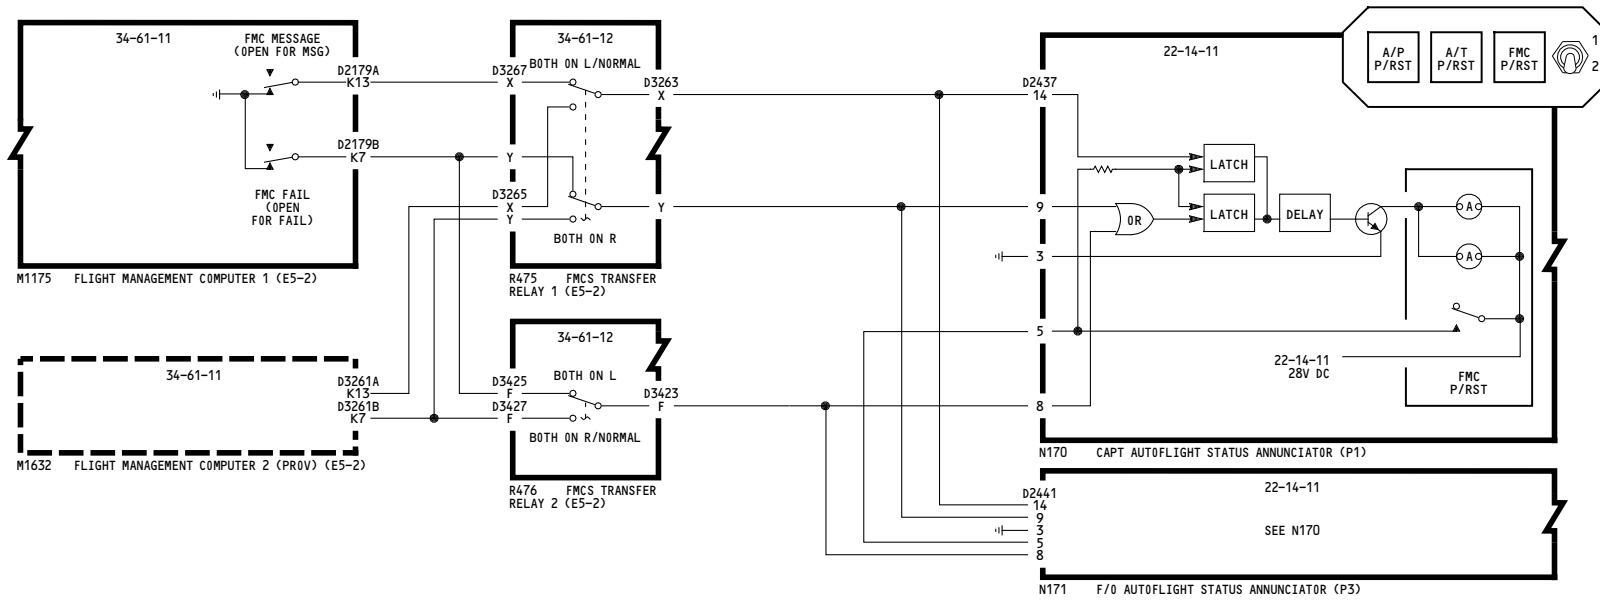 34-61-11
FMC MESSAGE
(OPEN FOR MSG)
D2179A
K13
D2179B
K7
FMC FAIL
(OPEN
FOR FAIL)
M1175 FLIGHT MANAGEMENT COMPUTER 1 (E5-2)
34-61-11
D3261A
K13
D3261B
K7
M1632 FLIGHT MANAGEMENT COMPUTER 2 (PROV) (E5-2)
34-61-12
BOTH ON L/NORMAL
D3267
X
D3263
X
Y
D3265
X
Y
Y
BOTH ON R
R475 FMCS TRANSFER
RELAY 1 (E5-2)
34-61-12
BOTH ON L
D3425
F
D3427
F
D3423
F
BOTH ON R/NORMAL
R476 FMCS TRANSFER
RELAY 2 (E5-2)
22-14-11
A/P
P/RST
A/T
P/RST
FMC
P/RST
1
2
D2437
14
LATCH
9
OR
LATCH
DELAY
A
3
A
5
22-14-11
28V DC
FMC
P/RST
8
N170 CAPT AUTOFLIGHT STATUS ANNUNCIATOR (P1)
22-14-11
D2441
14
9
3
5
8
SEE N170
N171 F/O AUTOFLIGHT STATUS ANNUNCIATOR (P3)